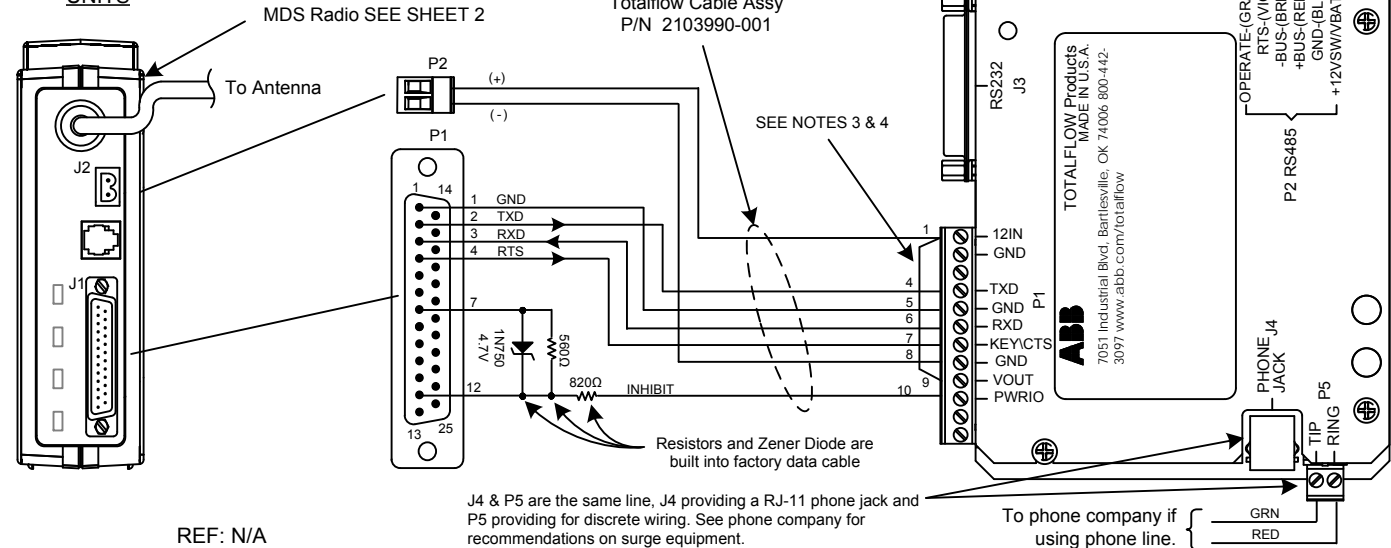 UNITS
MDS Radio SEE SHEET 2
To Antenna
J2
J1
REF: N/A
Totalflow Cable Assy
P/N 2103990-001
P2
(+)
(-)
P1
1
14
13
25
1 GND
2 TXD
3 RXD
4 RTS
7
12
1N750
4.7V
560Ω
820Ω
INHIBIT
Resistors and Zener Diode are
built into factory data cable
SEE NOTES 3 & 4
1
4
5
6
7
8
9
10
12IN
GND
TXD
GND
RXD
KEY\CTS
GND
VOUT
PWRIO
P1
RS232
J3
TOTALFLOW Products
MADE IN U.S.A.
ABB
7051 Industrial Blvd, Bartlesville, OK 74006 800-442-
3097 www.abb.com/totalflow
RTS-
-BUS-
+BUS-
+12VSW/VBAT
P2 RS485
PHONE
JACK
J4
P5
TIP
RING
J4 & P5 are the same line, J4 providing a RJ-11 phone jack and
P5 providing for discrete wiring. See phone company for
recommendations on surge equipment.
To phone company if
using phone line.
GRN
RED